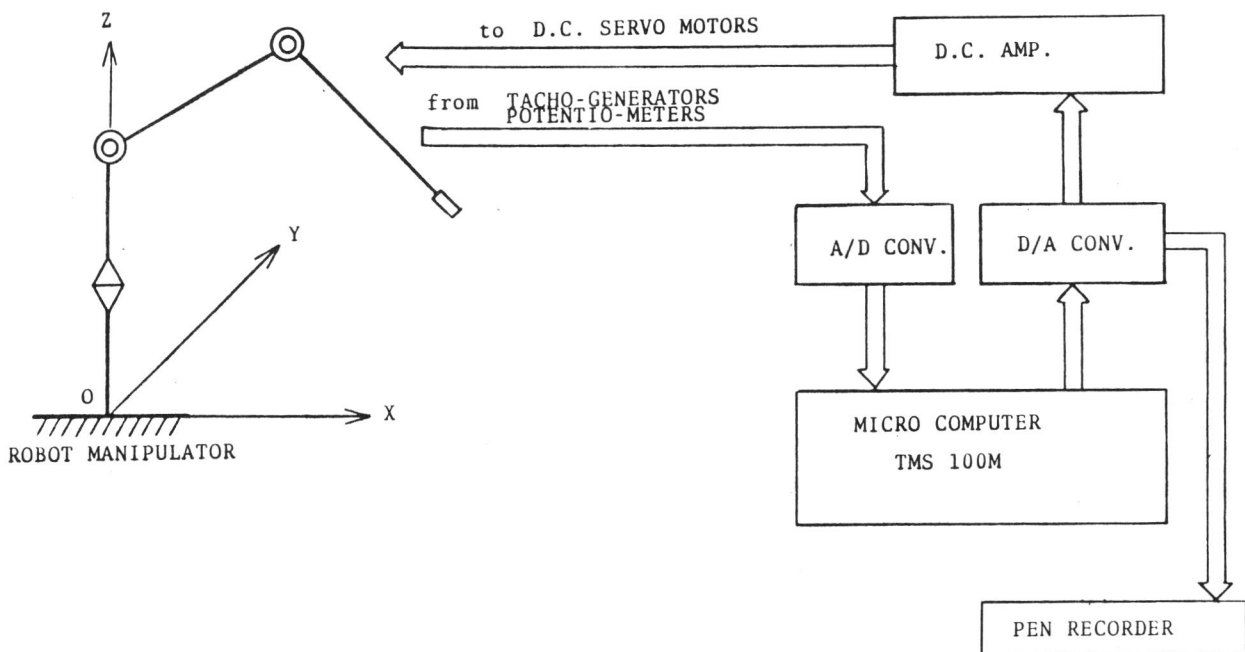 Z
to D.C. SERVO MOTORS
D.C. AMP.
from TACHO-GENERATORS
POTENTIO-METERS
Y
A/D CONV.
D/A CONV.
O
X
ROBOT MANIPULATOR
MICRO COMPUTER
TMS 100M
PEN RECORDER